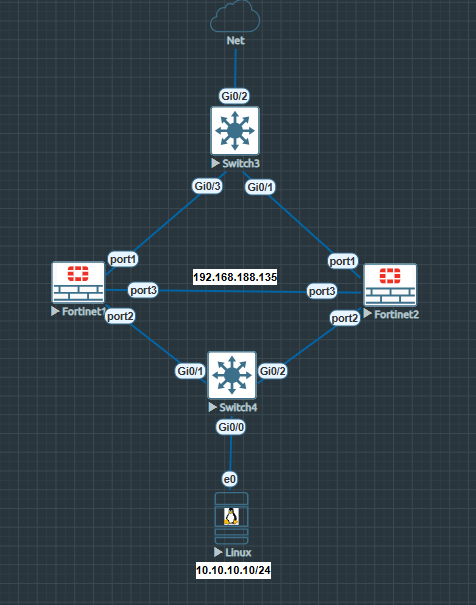 Net
Gi0/2
Switch3
Gi0/3
Gi0/1
port1
port1
192.168.188.135
port3
port3
Fortinet1
Fortinet2
port2
port2
Gi0/1
Gi0/2
Switch4
Gi0/0
e0
Linux
10.10.10.10/24